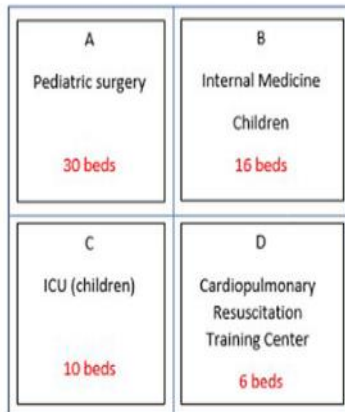 A
Pediatric surgery
30 beds
B
Internal Medicine
Children
16 beds
C
ICU (children)
10 beds
D
Cardiopulmonary
Resuscitation
Training Center
6 beds